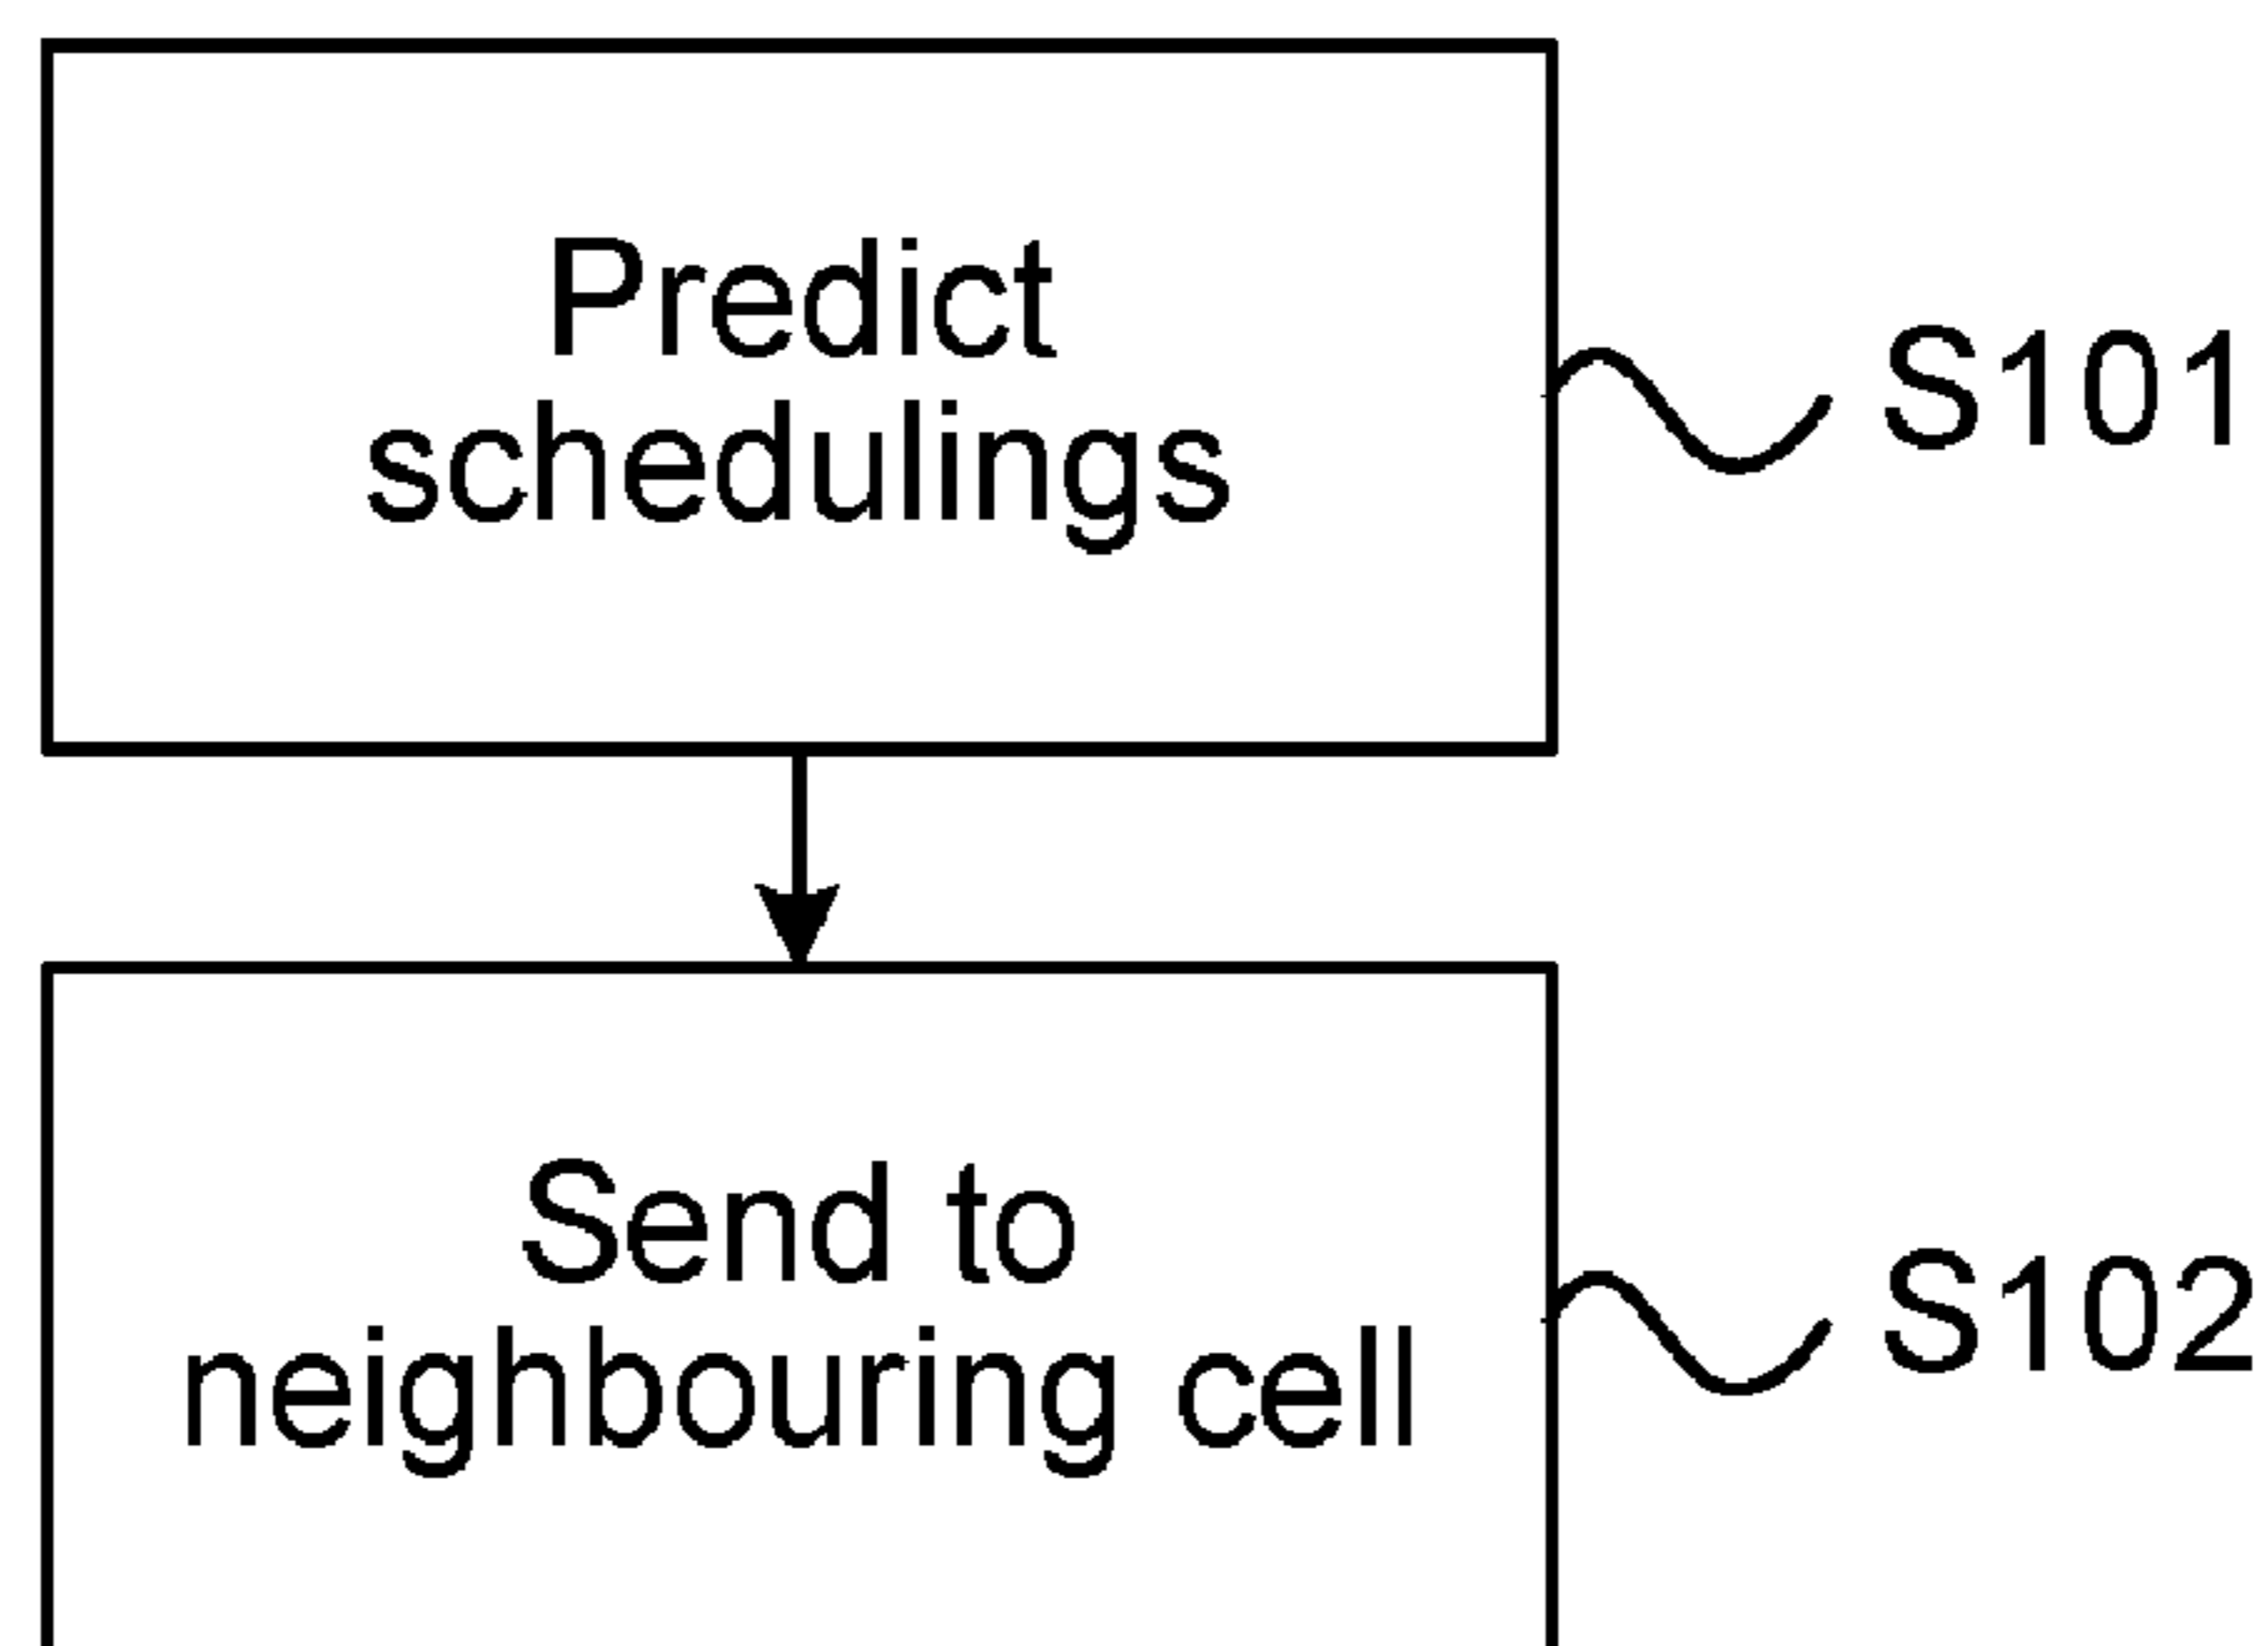 Predict
schedulings
S101
Send to
neighbouring cell
S102